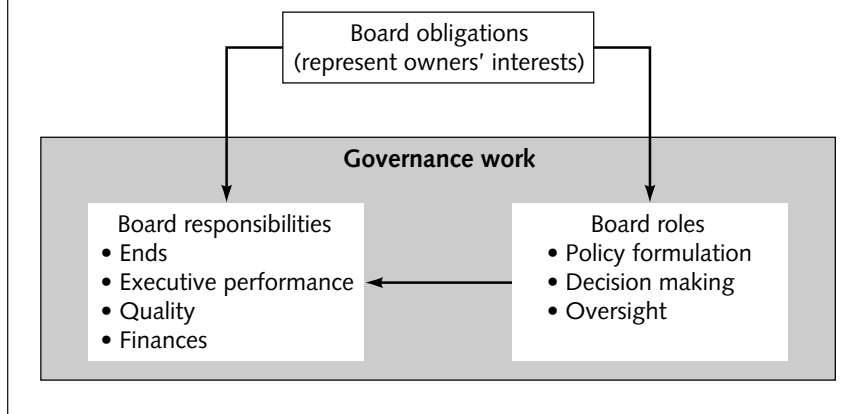 Board obligations
(represent owners’ interests)
Governance work
Board responsibilities
• Ends
• Executive performance
• Quality
• Finances
Board roles
• Policy formulation
• Decision making
• Oversight